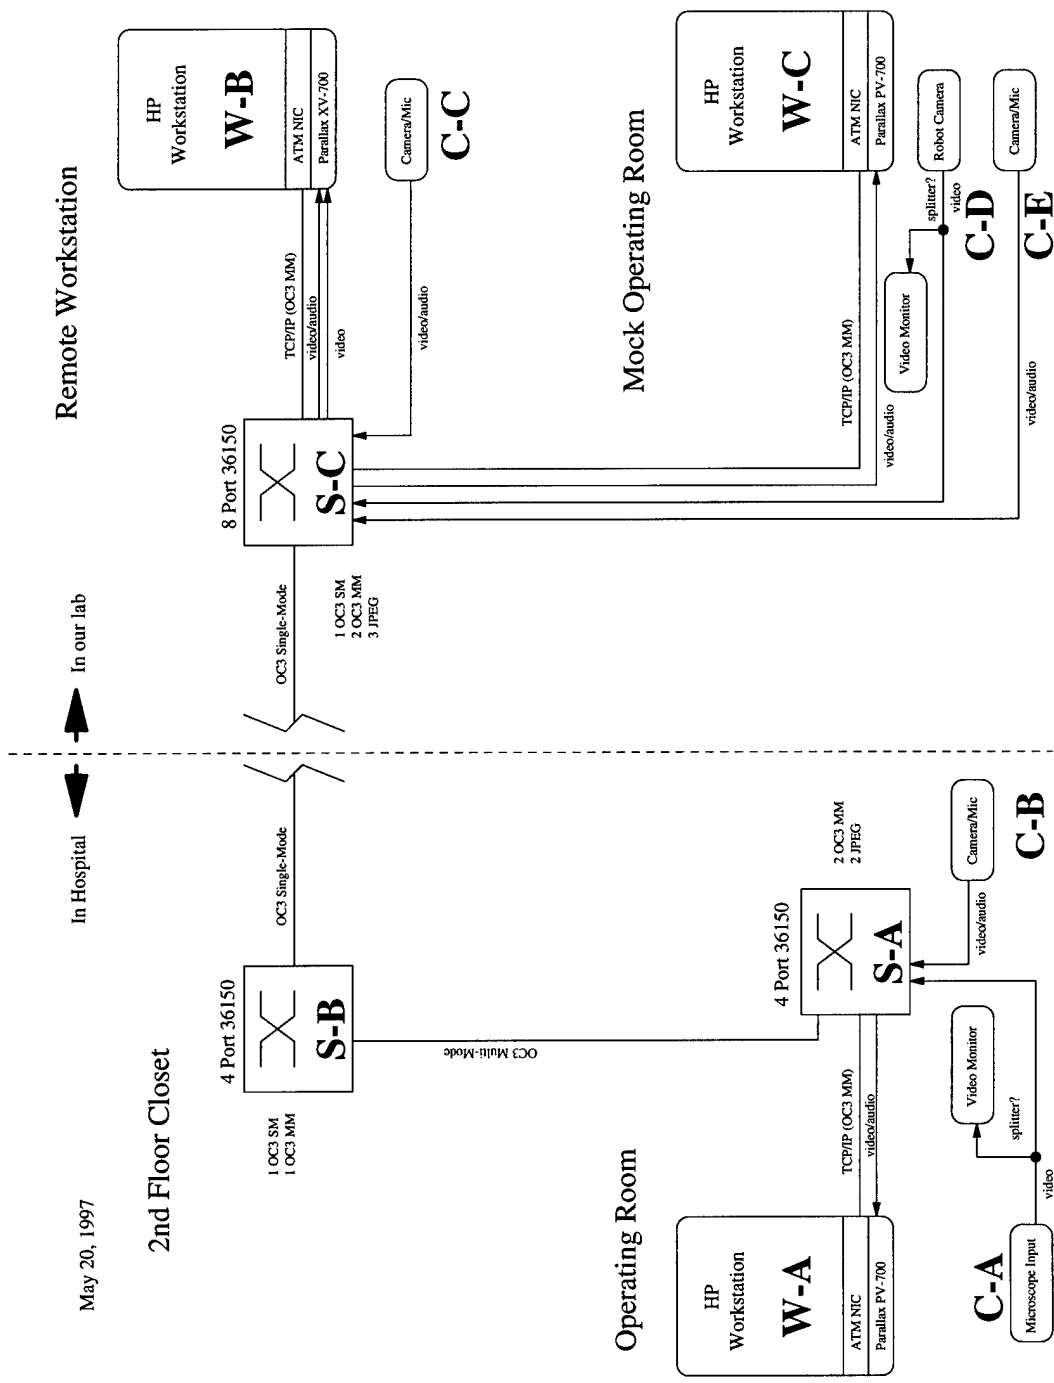 May 20, 1997
In Hospital
In our lab
2nd Floor Closet
4 Port 36150
S-B
1 OC3 SM
1 OC3 MM
OC3 Single-Mode
OC3 Single-Mode
OC3 Multi-Mode
Remote Workstation
8 Port 36150
S-C
1 OC3 SM
2 OC3 MM
3 JPEG
TCP/IP (OC3 MM)
video/audio
video
HP
Workstation
W-B
ATM NIC
Parallax XV-700
Camera/Mic
C-C
video/audio
Operating Room
HP
Workstation
W-A
ATM NIC
Parallax PV-700
TCP/IP (OC3 MM)
video/audio
4 Port 36150
S-A
2 OC3 MM
2 JPEG
C-A
Microscope Input
video
splitter?
Video Monitor
video/audio
Camera/Mic
C-B
Mock Operating Room
HP
Workstation
W-C
ATM NIC
Parallax PV-700
TCP/IP (OC3 MM)
video/audio
Video Monitor
splitter?
video
Robot Camera
C-D
Camera/Mic
C-E
video/audio